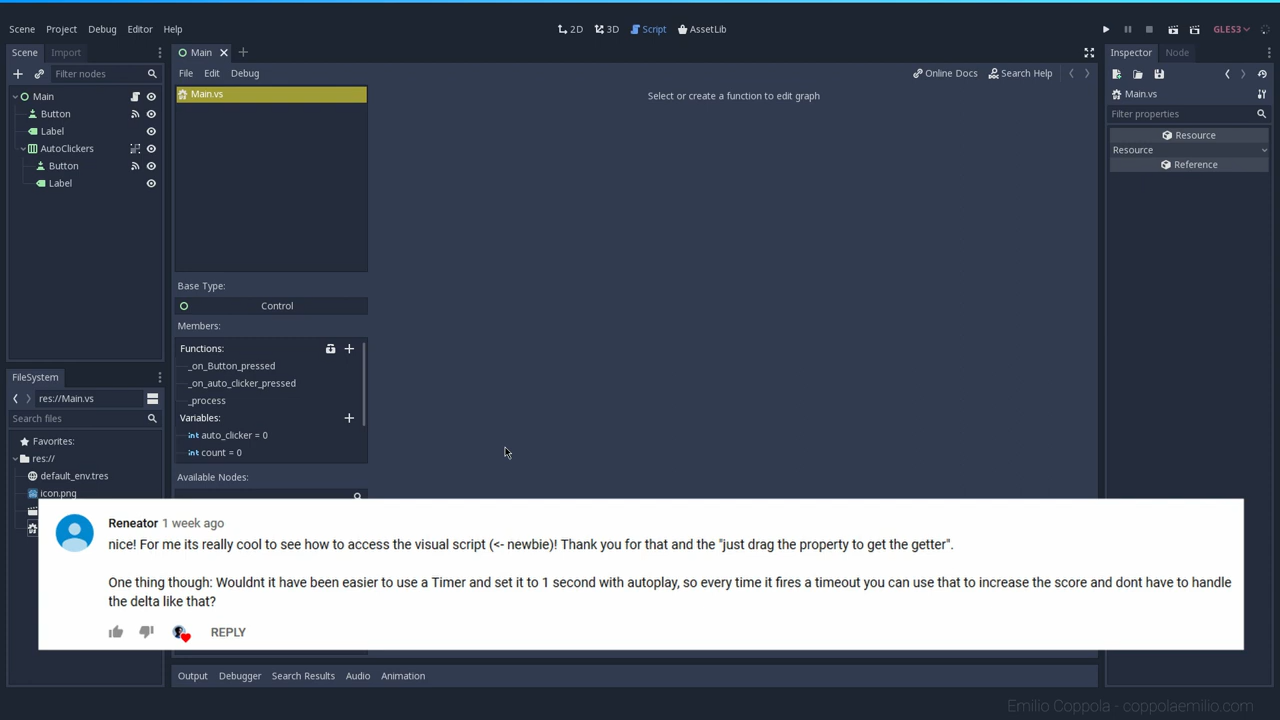 Scene Project Debug Editor Help
2D 3D Script AssetLib
GLES3
Scene Import
Filter nodes
Main
Button
Label
AutoClickers
Button
Label
FileSystem
res://Main.vs
Search files
Favorites:
res://
default_env.tres
icon.png
Main
File Edit Debug
Online Docs Search Help
Main.vs
Select or create a function to edit graph
Base Type:
Control
Members:
Functions:
_on_Button_pressed
_on_auto_clicker_pressed
_process
Variables:
int auto_clicker = 0
int count = 0
Available Nodes:
Inspector Node
Main.vs
Filter properties
Resource
Resource
Reference
Reneator 1 week ago
nice! For me its really cool to see how to access the visual script (<- newbie)! Thank you for that and the "just drag the property to get the getter".
One thing though: Wouldnt it have been easier to use a Timer and set it to 1 second with autoplay, so every time it fires a timeout you can use that to increase the score and dont have to handle
the delta like that?
REPLY
Output Debugger Search Results Audio Animation
Emilio Coppola - coppolaemilio.com